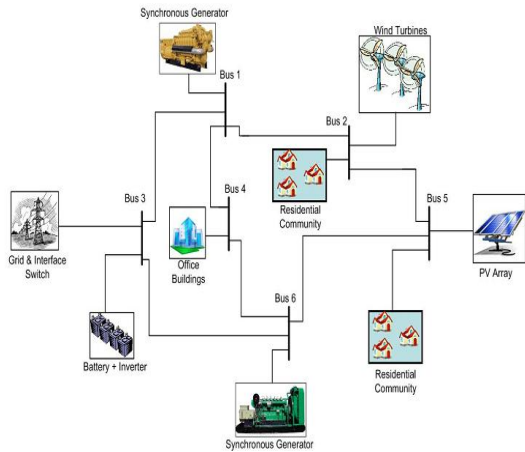 Synchronous Generator
Wind Turbines
Bus 1
Bus 2
Bus 3
Bus 4
Residential
Community
Bus 5
Grid & Interface
Switch
Office
Buildings
PV Array
Bus 6
Battery + Inverter
Residential
Community
Synchronous Generator